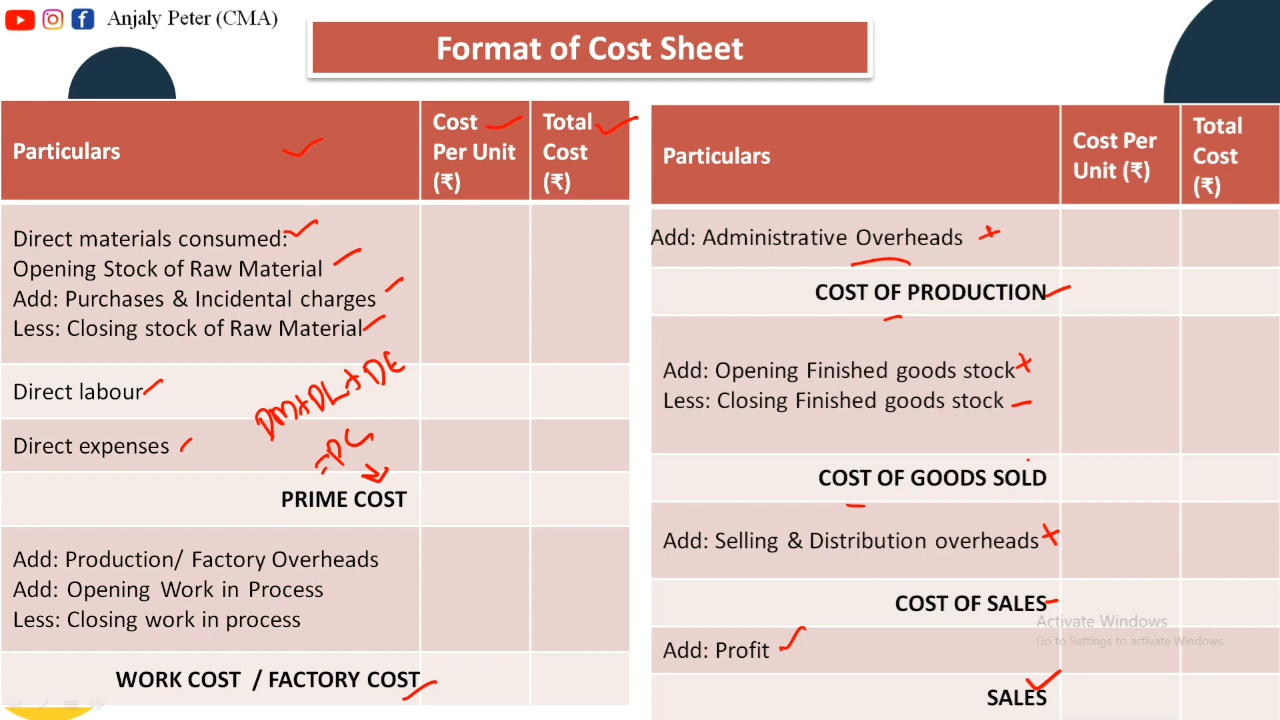 Anjaly Peter (CMA)
Format of Cost Sheet
Particulars
Cost
Per Unit
(₹)
Total
Cost
(₹)
Direct materials consumed:
Opening Stock of Raw Material
Add: Purchases & Incidental charges
Less: Closing stock of Raw Material
Direct labour
DM+DL+DE
Direct expenses
=PC
PRIME COST
Add: Production/ Factory Overheads
Add: Opening Work in Process
Less: Closing work in process
WORK COST / FACTORY COST
Particulars
Cost Per
Unit (₹)
Total
Cost
(₹)
Add: Administrative Overheads
COST OF PRODUCTION
Add: Opening Finished goods stock
Less: Closing Finished goods stock
COST OF GOODS SOLD
Add: Selling & Distribution overheads
COST OF SALES
Add: Profit
SALES
Activate Windows
Go to Settings to activate Windows.